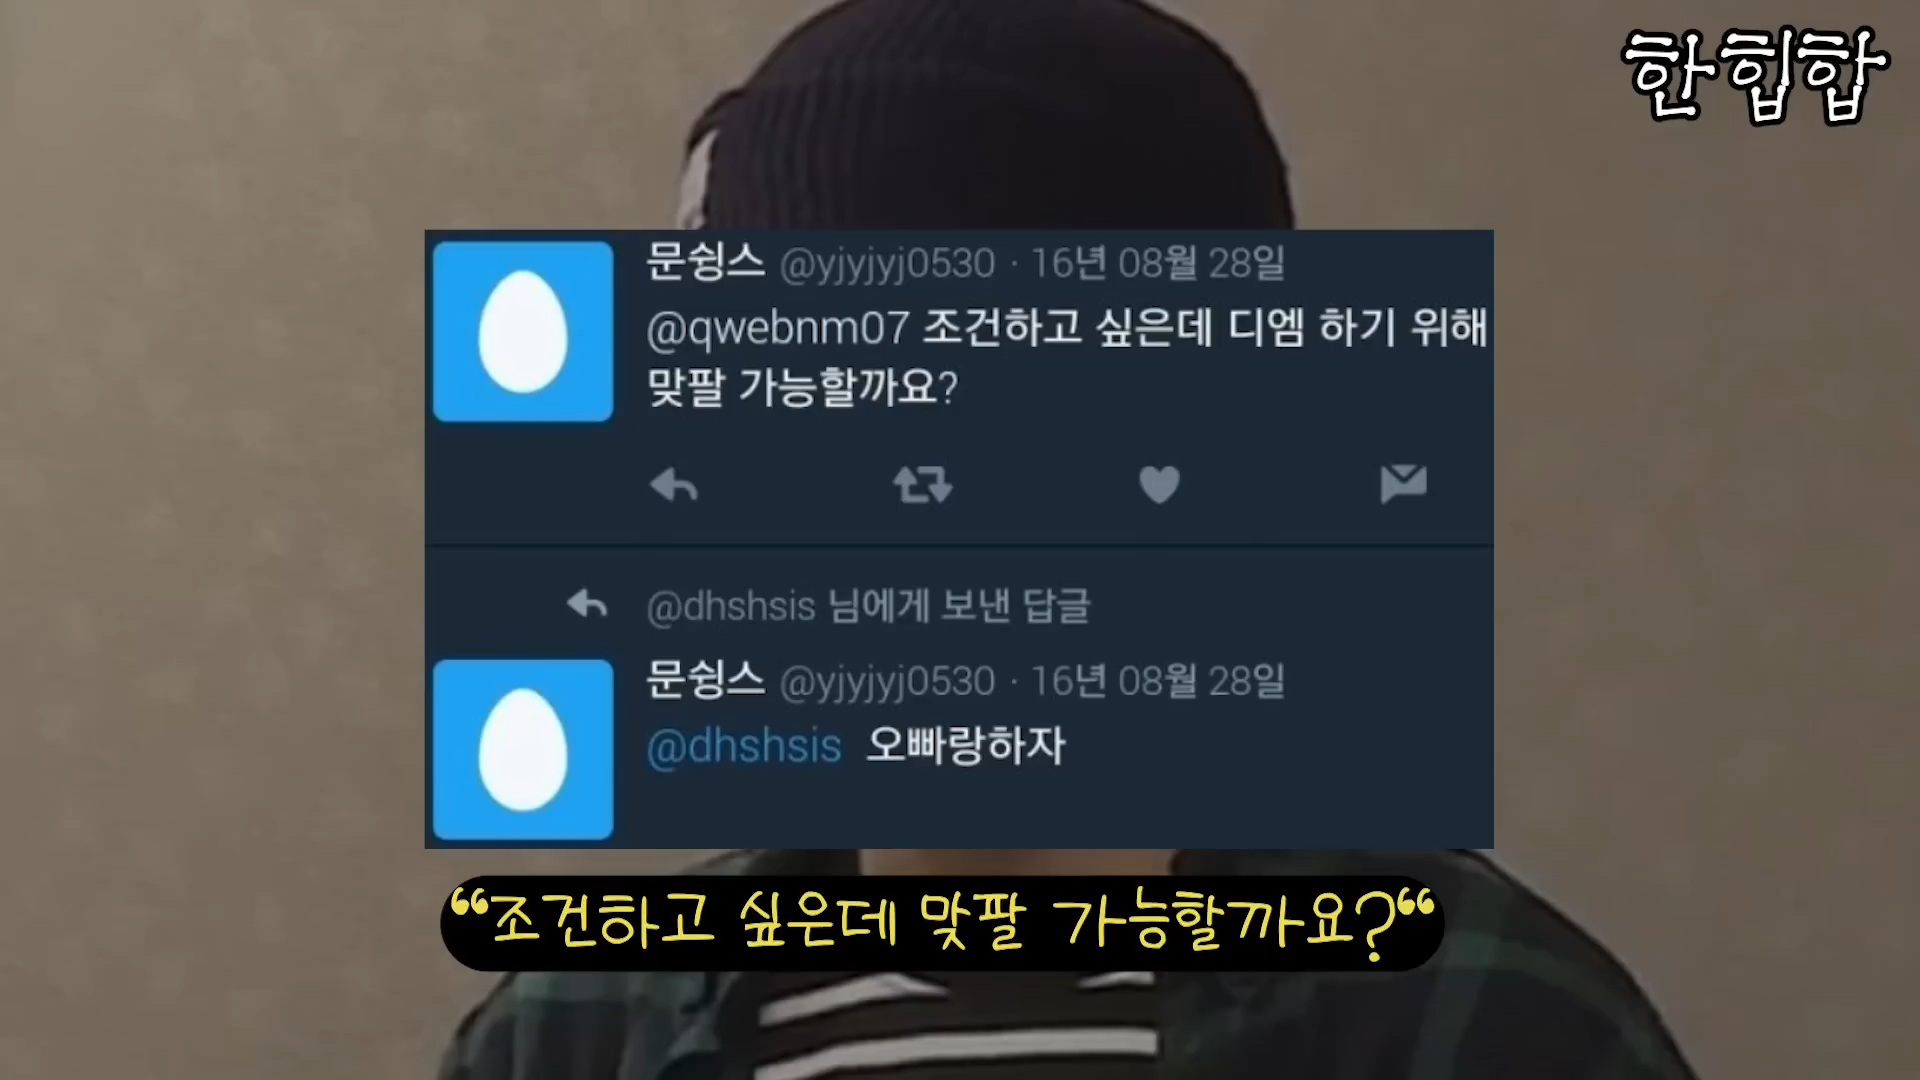 한힙합
문슁스 @yjyjyj0530 · 16년 08월 28일
@qwebnm07 조건하고 싶은데 디엠 하기 위해
맞팔 가능할까요?
@dhshsis 님에게 보낸 답글
문슁스 @yjyjyj0530 · 16년 08월 28일
@dhshsis 오빠랑하자
“조건하고 싶은데 맞팔 가능할까요?“